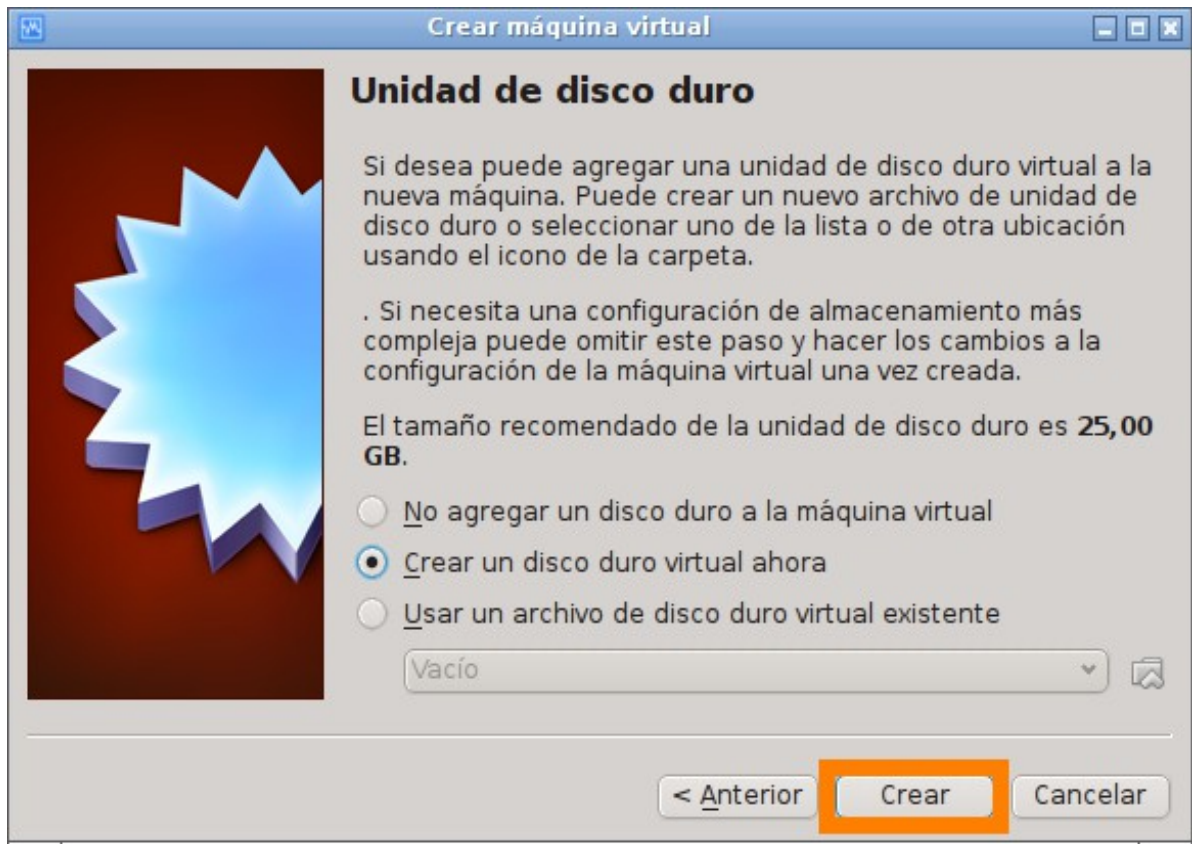 Crear máquina virtual
Unidad de disco duro
Si desea puede agregar una unidad de disco duro virtual a la
nueva máquina. Puede crear un nuevo archivo de unidad de
disco duro o seleccionar uno de la lista o de otra ubicación
usando el icono de la carpeta.
. Si necesita una configuración de almacenamiento más
compleja puede omitir este paso y hacer los cambios a la
configuración de la máquina virtual una vez creada.
El tamaño recomendado de la unidad de disco duro es 25,00
GB.
No agregar un disco duro a la máquina virtual
Crear un disco duro virtual ahora
Usar un archivo de disco duro virtual existente
Vacío
< Anterior
Crear
Cancelar